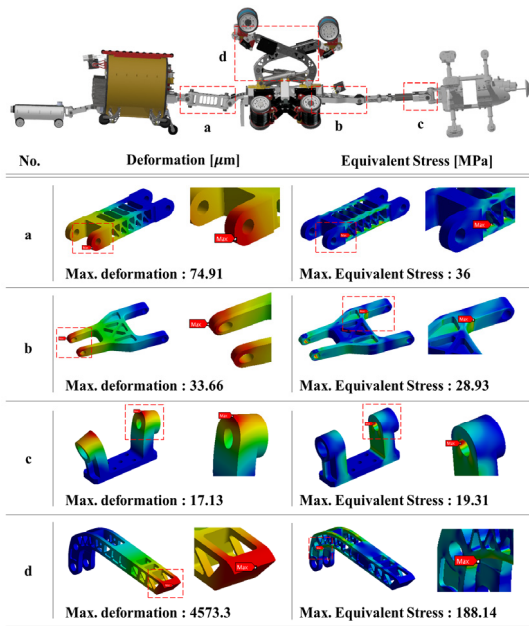 d
a
b
c
No. Deformation [μm] Equivalent Stress [MPa]
a
Max
Max
Max. deformation : 74.91 Max. Equivalent Stress : 36
b
Max
Max
Max. deformation : 33.66 Max. Equivalent Stress : 28.93
c
Max
Max
Max. deformation : 17.13 Max. Equivalent Stress : 19.31
d
Max
Max
Max. deformation : 4573.3 Max. Equivalent Stress : 188.14